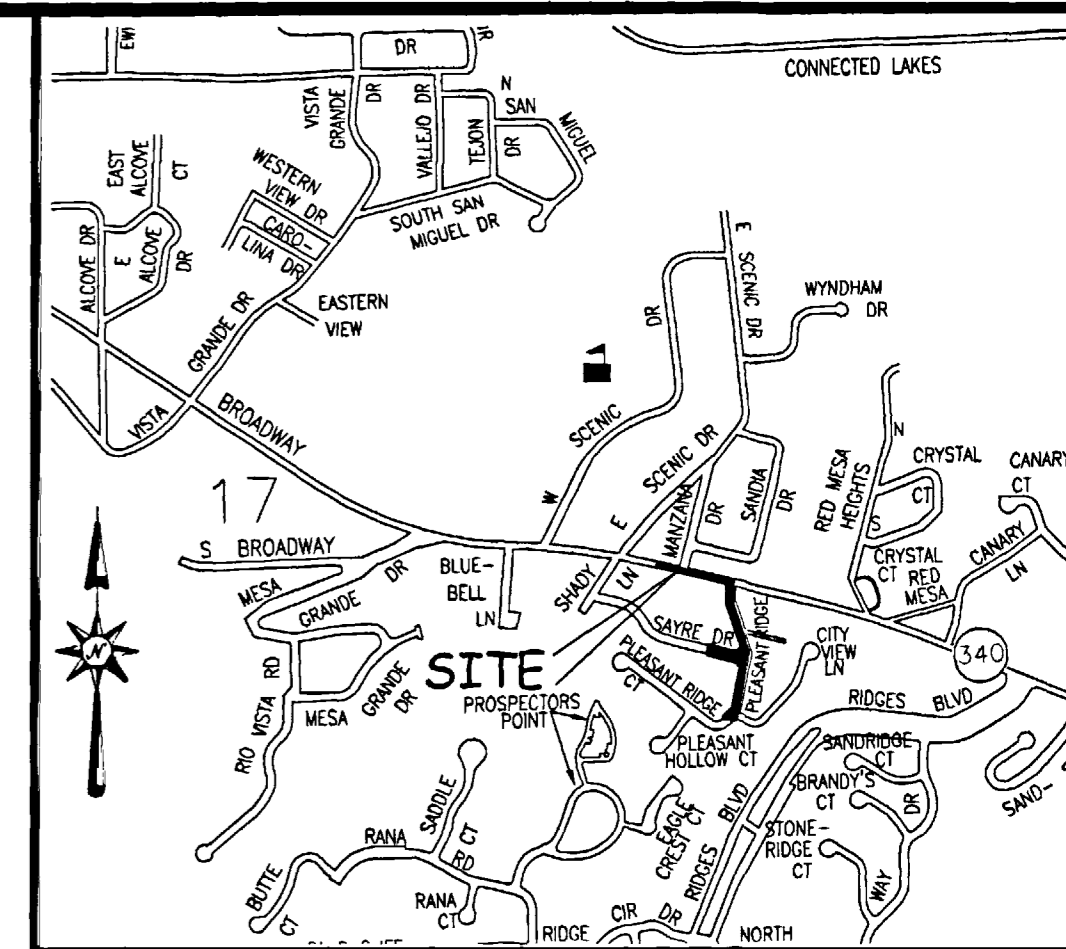 EWI
DR
IR
CONNECTED LAKES
VISTA
GRANDE
DR
VALLEJO DR
TEJON
DR
N
SAN
MIGUEL
EAST
ALCOVE
CT
WESTERN
VIEW DR
CARO-
LINA DR
SOUTH SAN
MIGUEL DR
ALCOVE DR
E
ALCOVE
DR
EASTERN
VIEW
VISTA
GRANDE DR
BROADWAY
E SCENIC DR
WYNDHAM
DR
W
SCENIC
DR
E
SCENIC DR
MANZANA
DR
SANDIA
DR
RED MESA
HEIGHTS
N
CRYSTAL
CT
S
CRYSTAL
CT
RED
MESA
CANARY
CT
CANARY
LN
17
S BROADWAY
MESA
GRANDE
DR
BLUE-
BELL
LN
SHADY
LN
SAYRE DR
PLEASANT RIDGE
PLEASANT RIDGE
CT
PLEASANT
HOLLOW CT
CITY
VIEW
LN
340
SITE
PROSPECTORS
POINT
RIO VISTA RD
MESA
GRANDE
DR
RIDGES BLVD
SANDRIDGE
CT
BRANDY'S
CT
STONE-
RIDGE
CT
DR
WAY
SAND-
N
SADDLE
CT
RANA
RD
RANA
CT
BUTTE
CT
EAGLE
CREST CT
RIDGES BLVD
RIDGE
CIR DR
NORTH